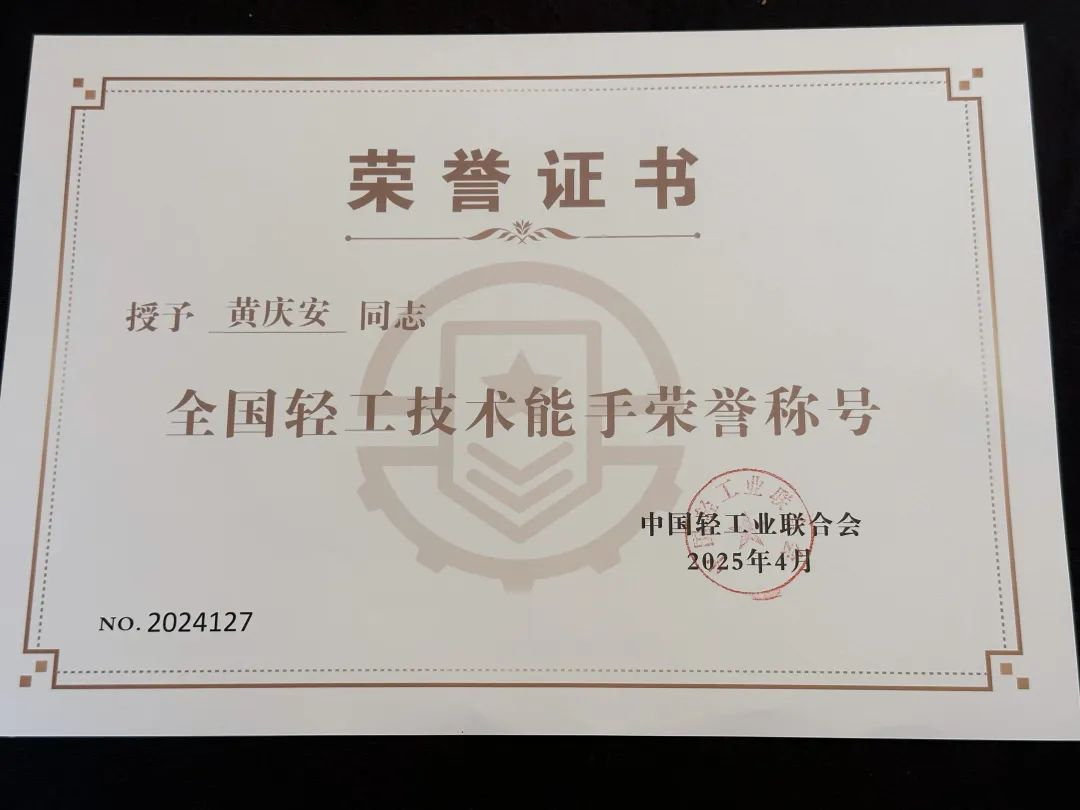 荣誉证书
授予 黄庆安 同志
全国轻工技术能手荣誉称号
中国轻工业联合会
2025年4月
NO. 2024127